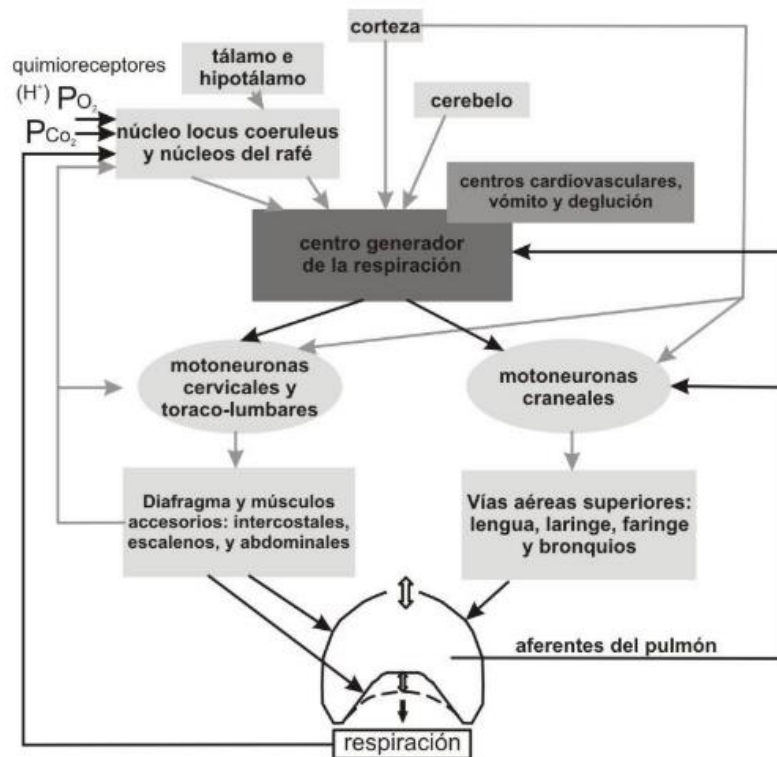 corteza
quimioreceptores
(H⁺) PO₂
PCo₂
tálamo e
hipotálamo
cerebelo
núcleo locus coeruleus
y núcleos del rafé
centros cardiovasculares,
vómito y deglución
centro generador
de la respiración
motoneuronas
cervicales y
toraco-lumbares
motoneuronas
craneales
Diafragma y músculos
accesorios: intercostales,
escalenos, y abdominales
Vías aéreas superiores:
lengua, laringe, faringe
y bronquios
aferentes del pulmón
respiración